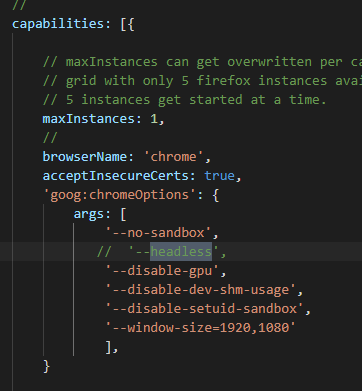 //
capabilities: [{
// maxInstances can get overwritten per
// grid with only 5 firefox instances
// 5 instances get started at a time.
maxInstances: 1,
//
browserName: 'chrome',
acceptInsecureCerts: true,
'goog:chromeOptions': {
args: [
'--no-sandbox',
// '--headless',
'--disable-gpu',
'--disable-dev-shm-usage',
'--disable-setuid-sandbox',
'--window-size=1920,1080'
],
}